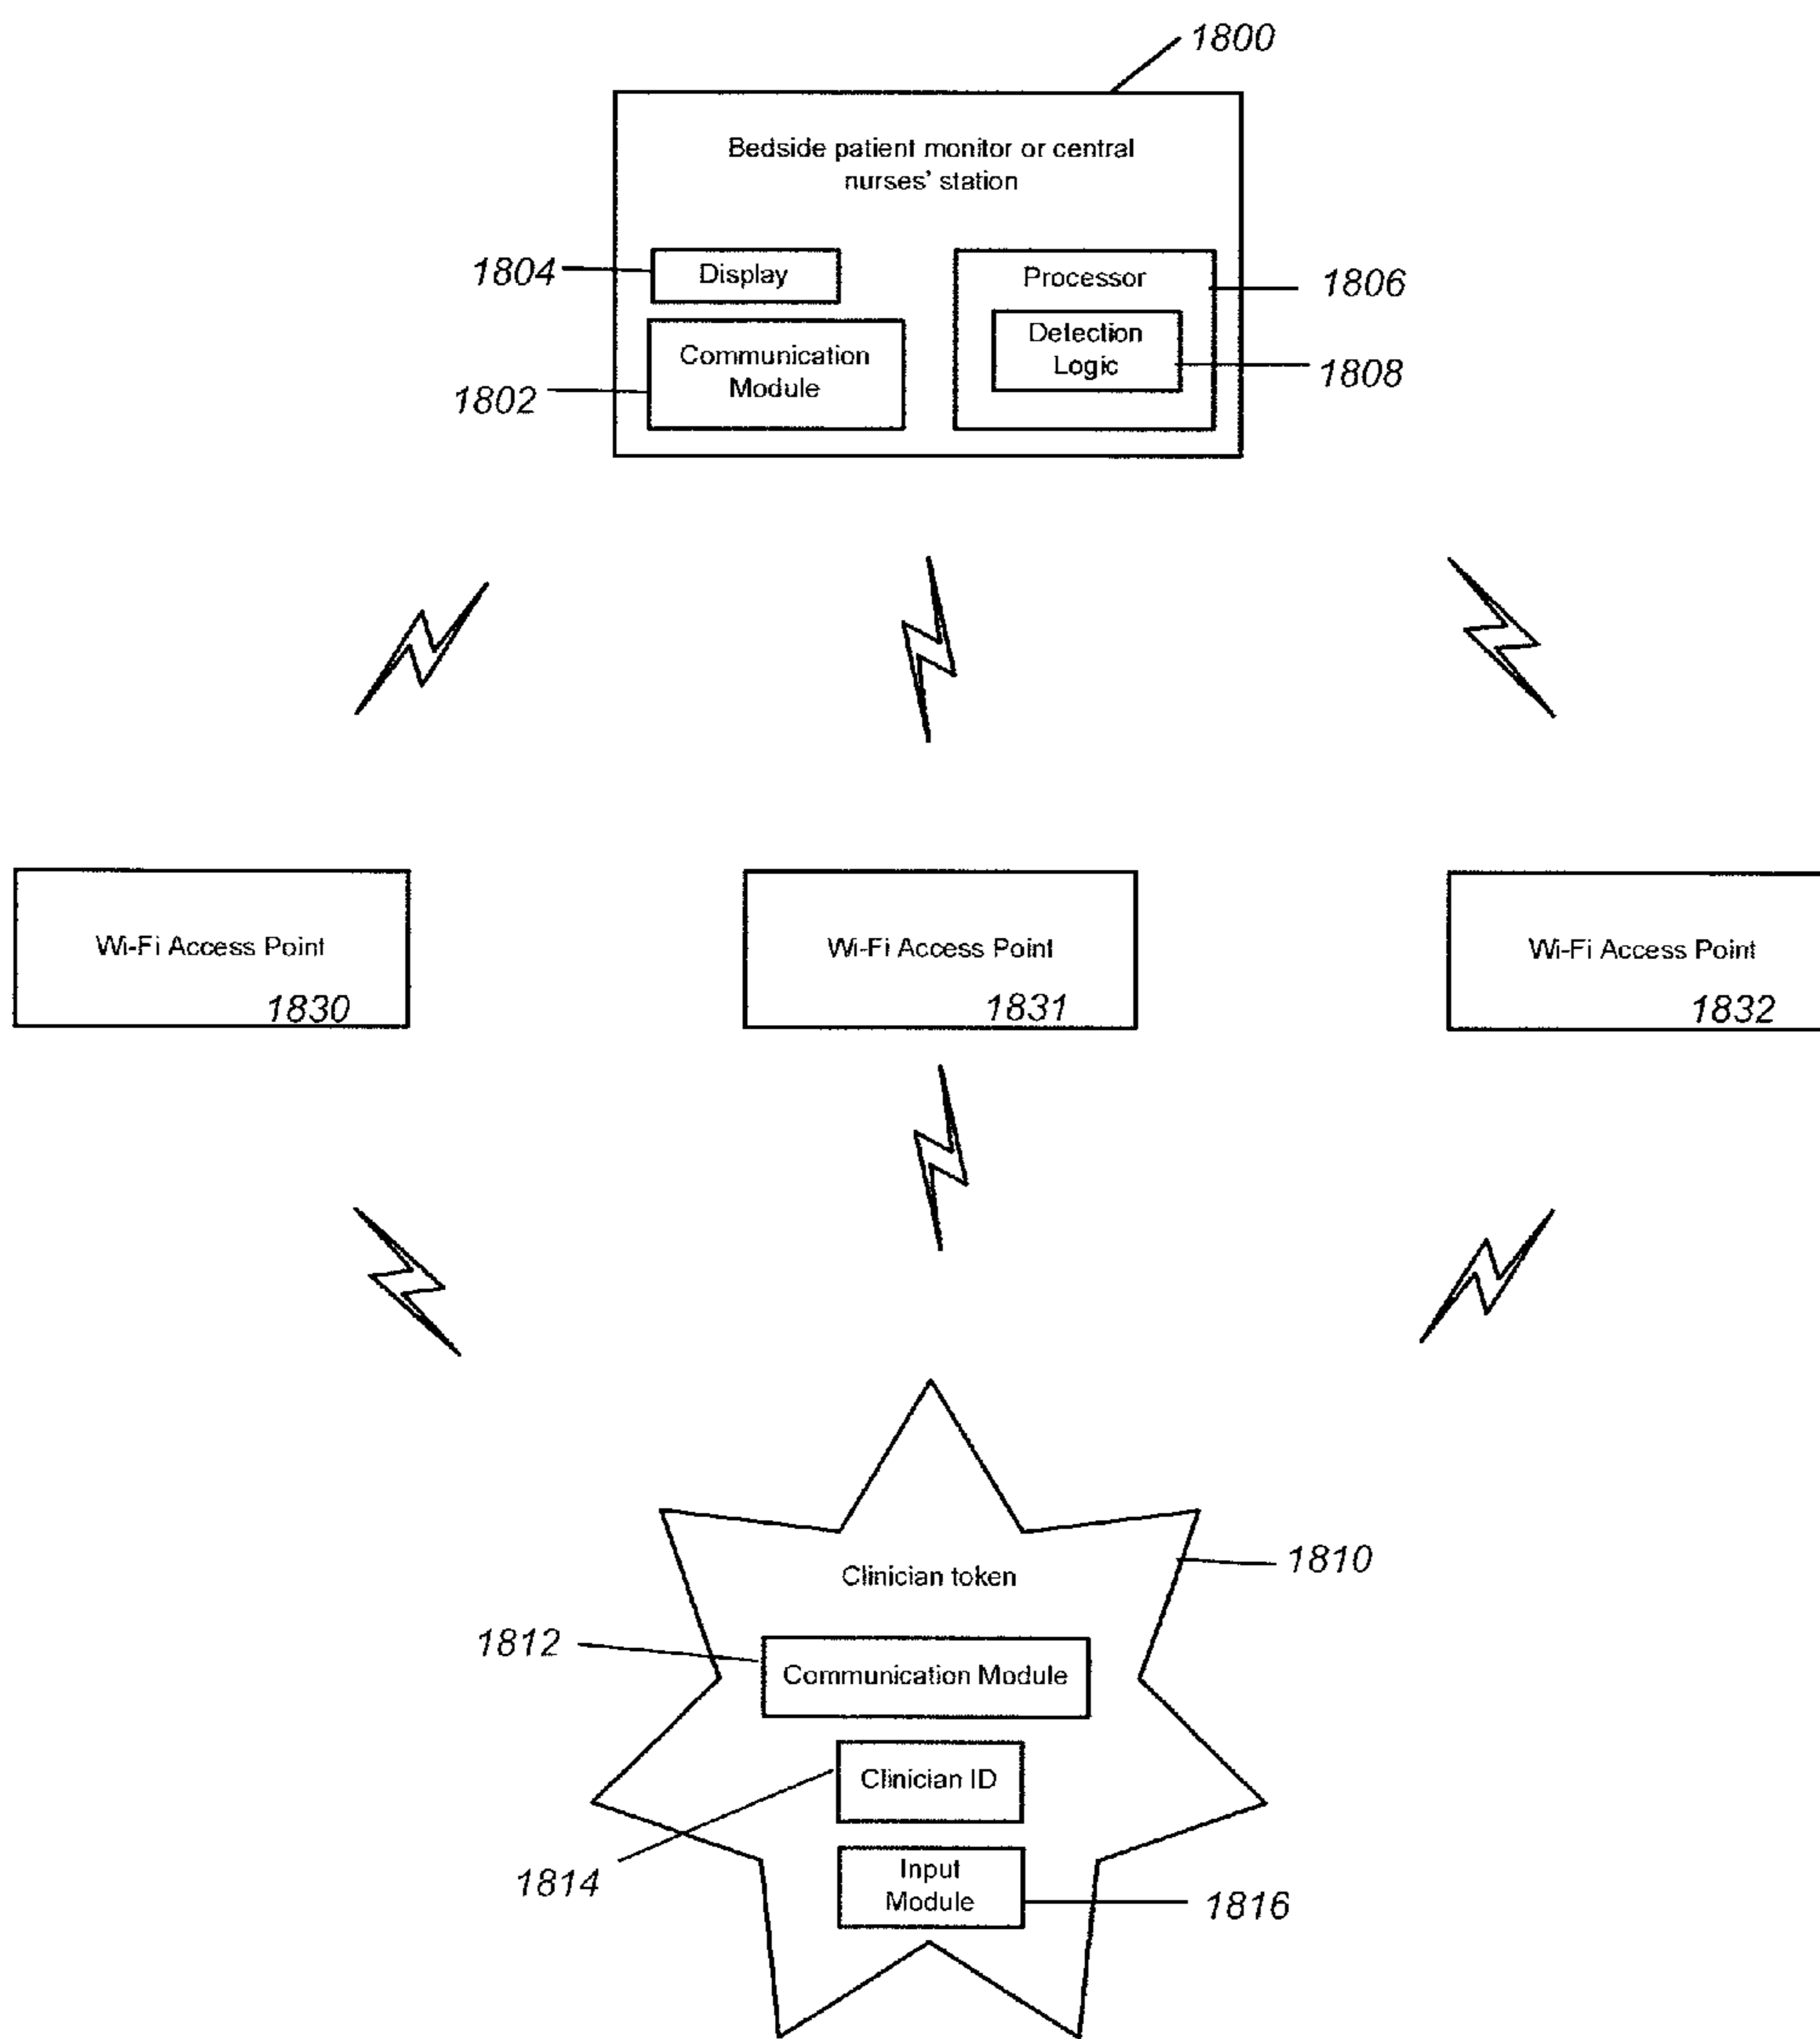 1800
Bedside patient monitor or central
nurses' station
1804
Display
Processor
1806
Detection
Logic
1808
Communication
Module
1802
Wi-Fi Access Point
1830
Wi-Fi Access Point
1831
Wi-Fi Access Point
1832
Clinician token
1810
1812
Communication Module
Clinician ID
1814
Input
Module
1816